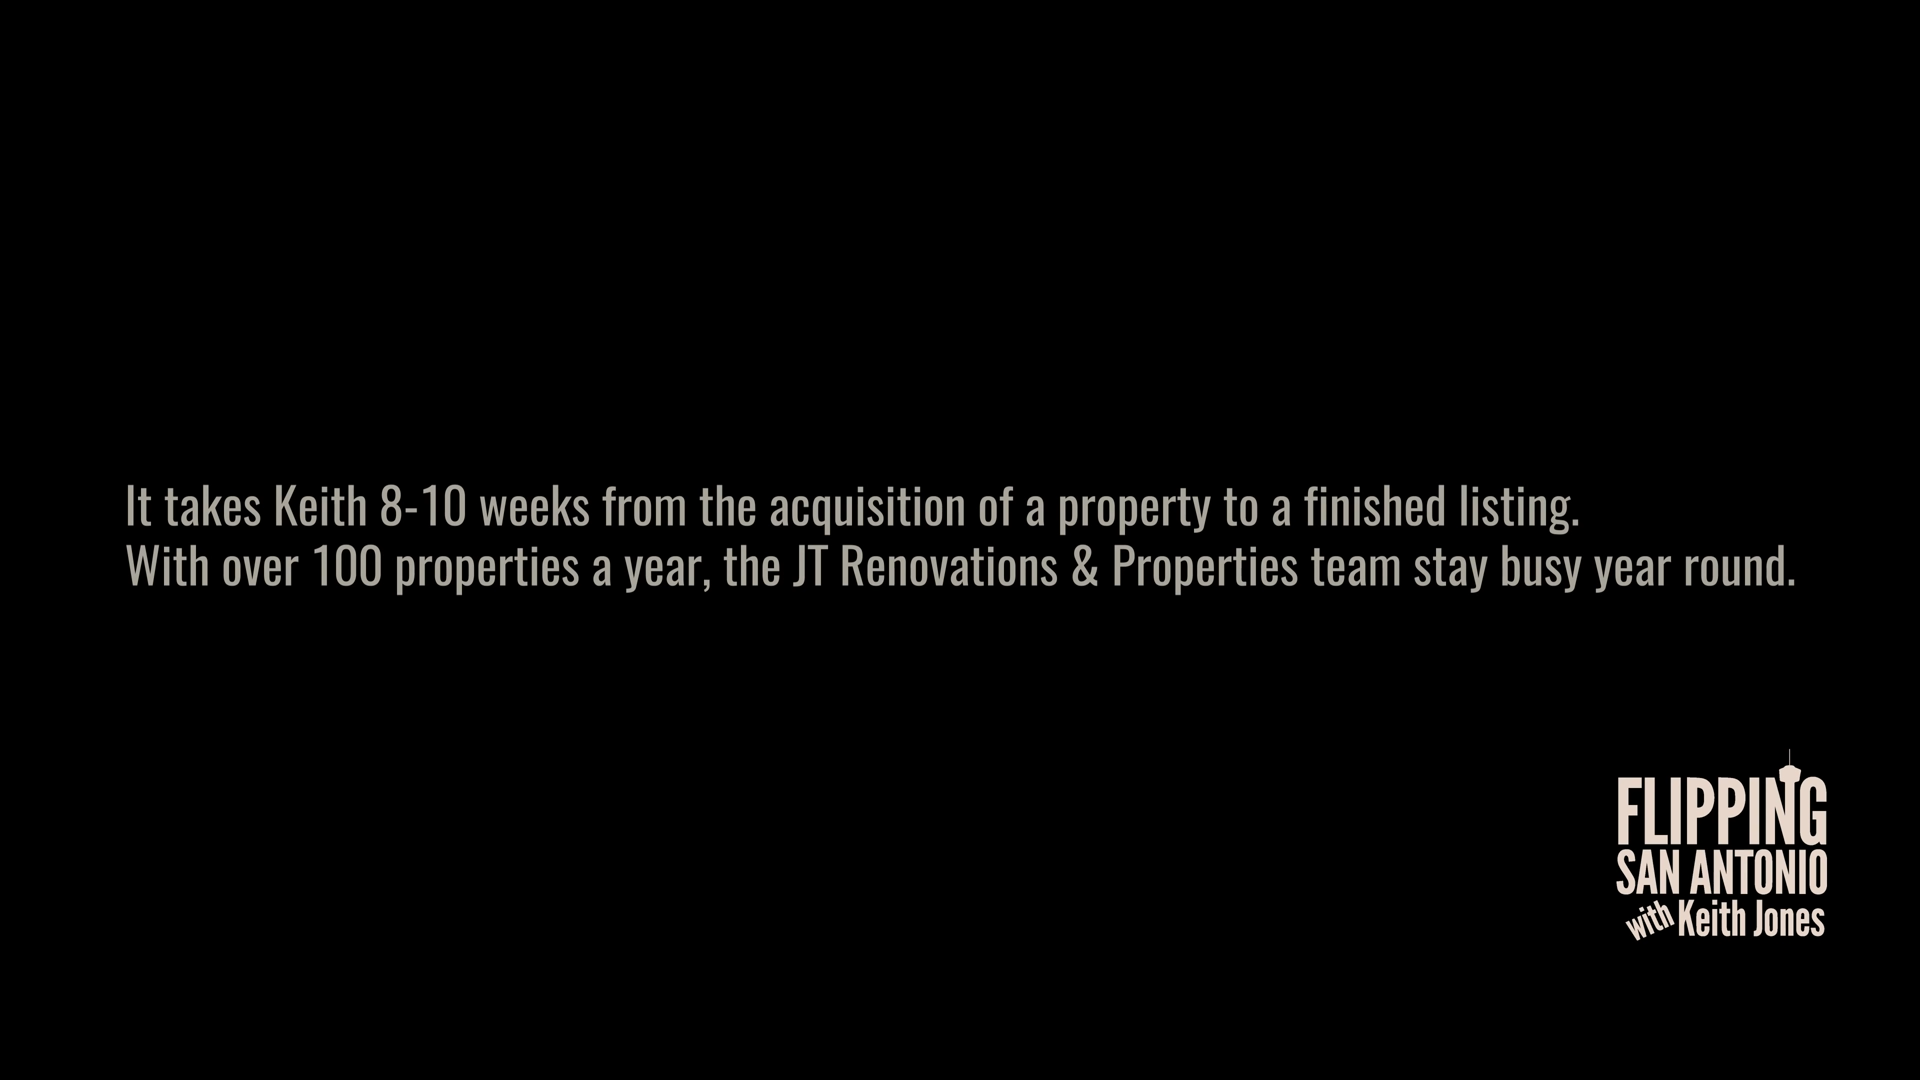 It takes Keith 8-10 weeks from the acquisition of a property to a finished listing.
With over 100 properties a year, the JT Renovations & Properties team stay busy year round.
FLIPPING
SAN ANTONIO
with Keith Jones